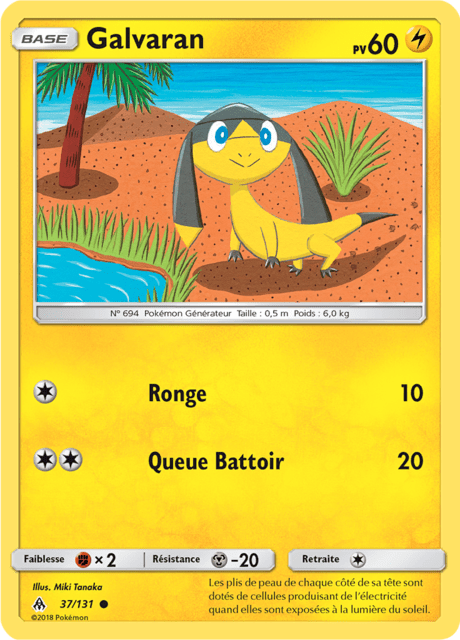 BASE Galvaran PV60
N° 694 Pokémon Générateur Taille : 0,5 m Poids : 6,0 kg
Ronge 10
Queue Battoir 20
Faiblesse ×2 Résistance -20 Retraite
Illus. Miki Tanaka
37/131
©2018 Pokémon
Les plis de peau de chaque côté de sa tête sont
dotés de cellules produisant de l'électricité
quand elles sont exposées à la lumière du soleil.